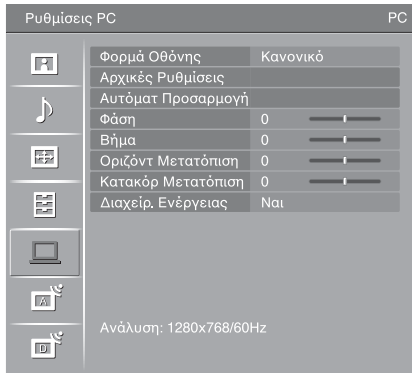 Ρυθμίσεις PC PC
Φορμά Οθόνης Κανονικό
Αρχικές Ρυθμίσεις
Αυτόματ Προσαρμογή
Φάση 0
Βήμα 0
Οριζόντ Μετατόπιση 0
Κατακόρ Μετατόπιση 0
Διαχείρ. Ενέργειας Ναι
A
D
Ανάλυση: 1280x768/60Hz